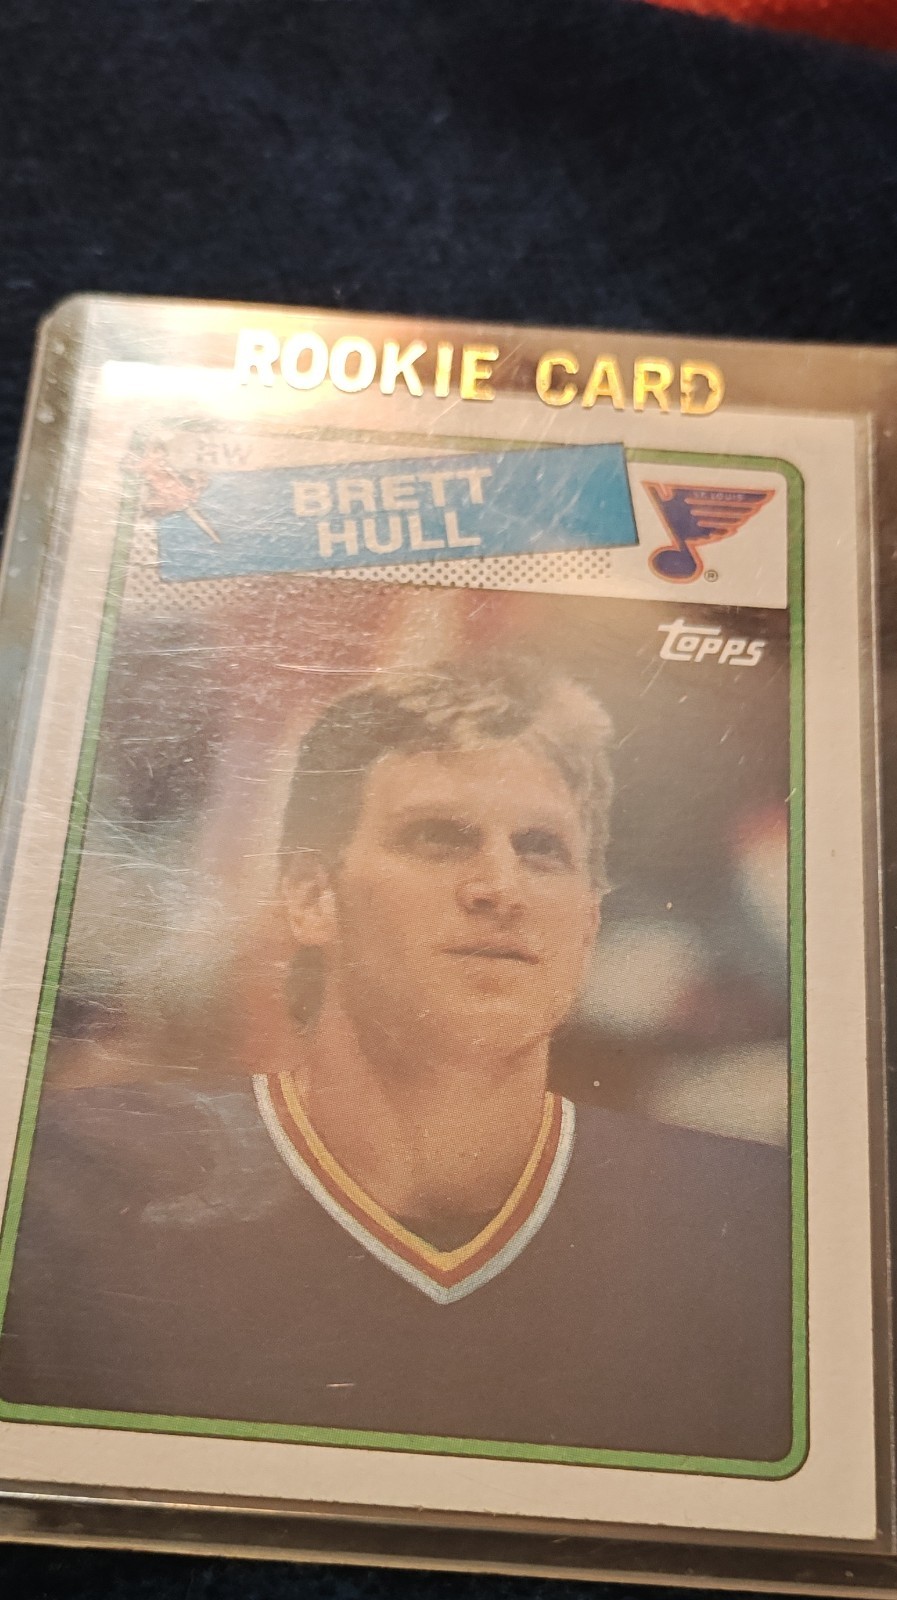 ROOKIE CARD
RW
BRETT
HULL
ST. LOUIS
®
TOPPS